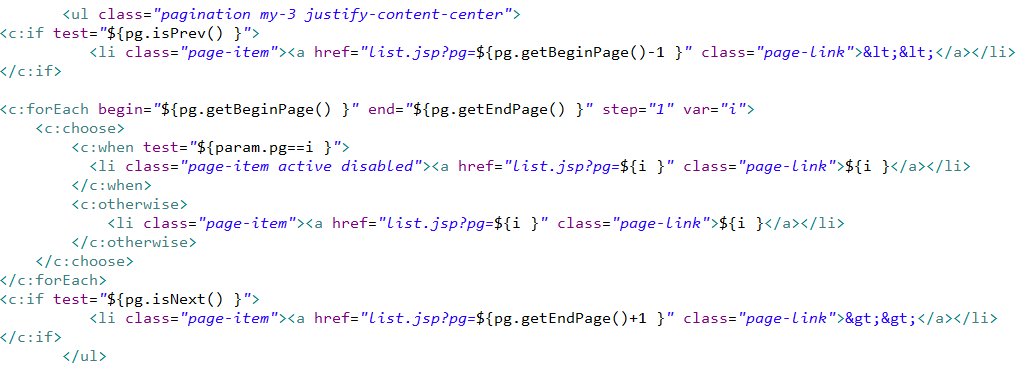 <ul class="pagination my-3 justify-content-center">
<c:if test="${pg.isPrev() }">
<li class="page-item"><a href="list.jsp?pg=${pg.getBeginPage()-1 }" class="page-link">&lt;&lt;</a></li>
</c:if>
<c:forEach begin="${pg.getBeginPage() }" end="${pg.getEndPage() }" step="1" var="i">
<c:choose>
<c:when test="${param.pg==i }">
<li class="page-item active disabled"><a href="list.jsp?pg=${i }" class="page-link">${i }</a></li>
</c:when>
<c:otherwise>
<li class="page-item"><a href="list.jsp?pg=${i }" class="page-link">${i }</a></li>
</c:otherwise>
</c:choose>
</c:forEach>
<c:if test="${pg.isNext() }">
<li class="page-item"><a href="list.jsp?pg=${pg.getEndPage()+1 }" class="page-link">&gt;&gt;</a></li>
</c:if>
</ul>